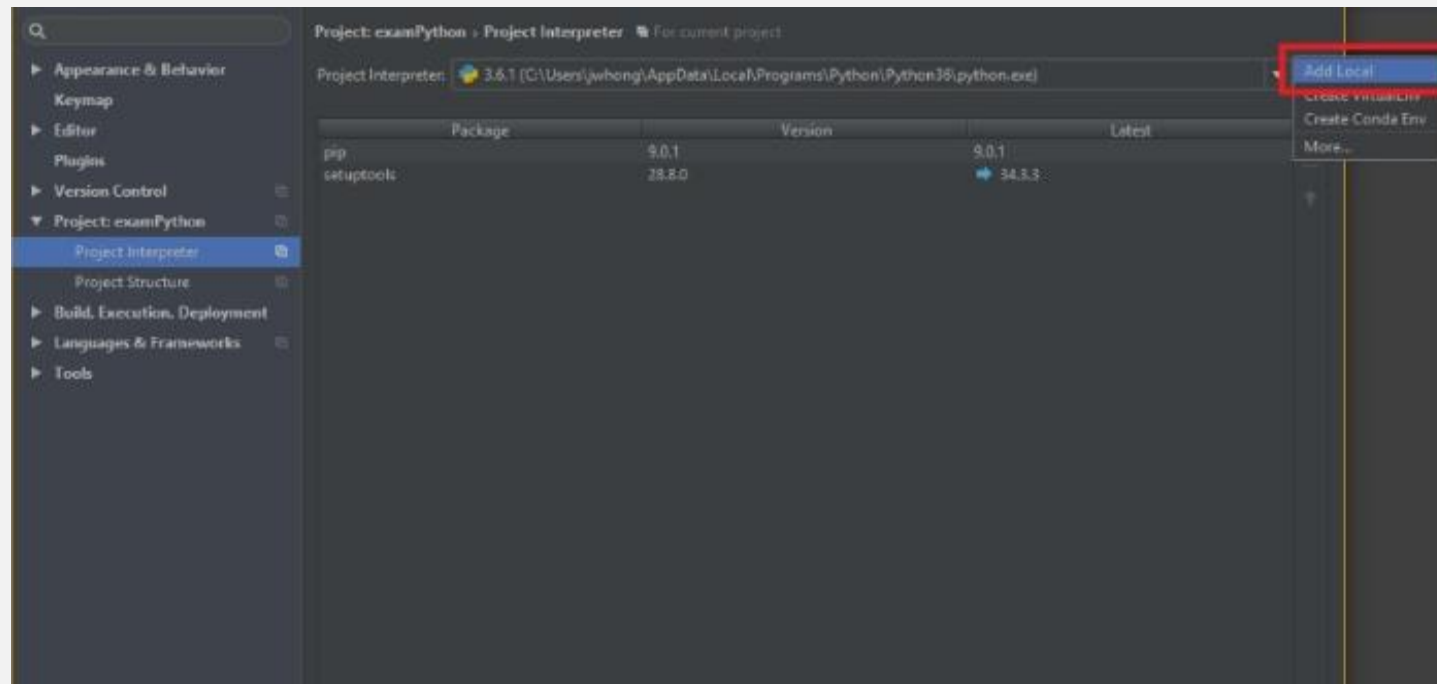 Project: examPython › Project Interpreter For current project
Appearance & Behavior
Keymap
Editor
Plugins
Version Control
Project: examPython
Project Interpreter
Project Structure
Build, Execution, Deployment
Languages & Frameworks
Tools
Project Interpreter: 3.6.1 (C:\Users\jwhong\AppData\Local\Programs\Python\Python36\python.exe)
Package Version Latest
pip 9.0.1 9.0.1
setuptools 28.8.0 34.3.3
Add Local
Create VirtualEnv
Create Conda Env
More...